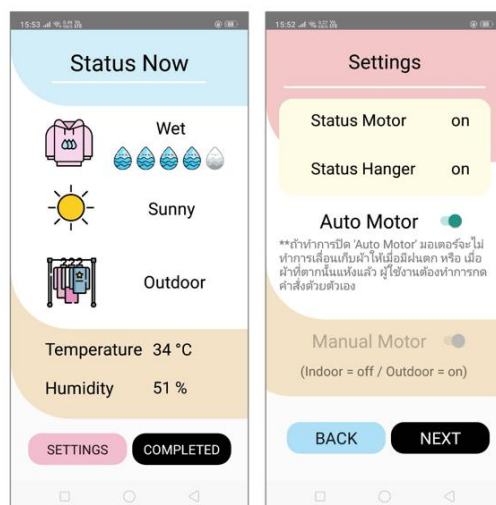 15:53
Status Now
Wet
Sunny
Outdoor
Temperature 34 °C
Humidity 51 %
SETTINGS COMPLETED
15:52
Settings
Status Motor on
Status Hanger on
Auto Motor
**ถ้าทำการปิด 'Auto Motor' มอเตอร์จะไม่
ทำการเลื่อนเก็บผ้าให้เมื่อมีฝนตก หรือ เมื่อ
ผ้าที่ตากนั้นแห้งแล้ว ผู้ใช้งานต้องทำการกด
คำสั่งด้วยตัวเอง
Manual Motor
(Indoor = off / Outdoor = on)
BACK NEXT